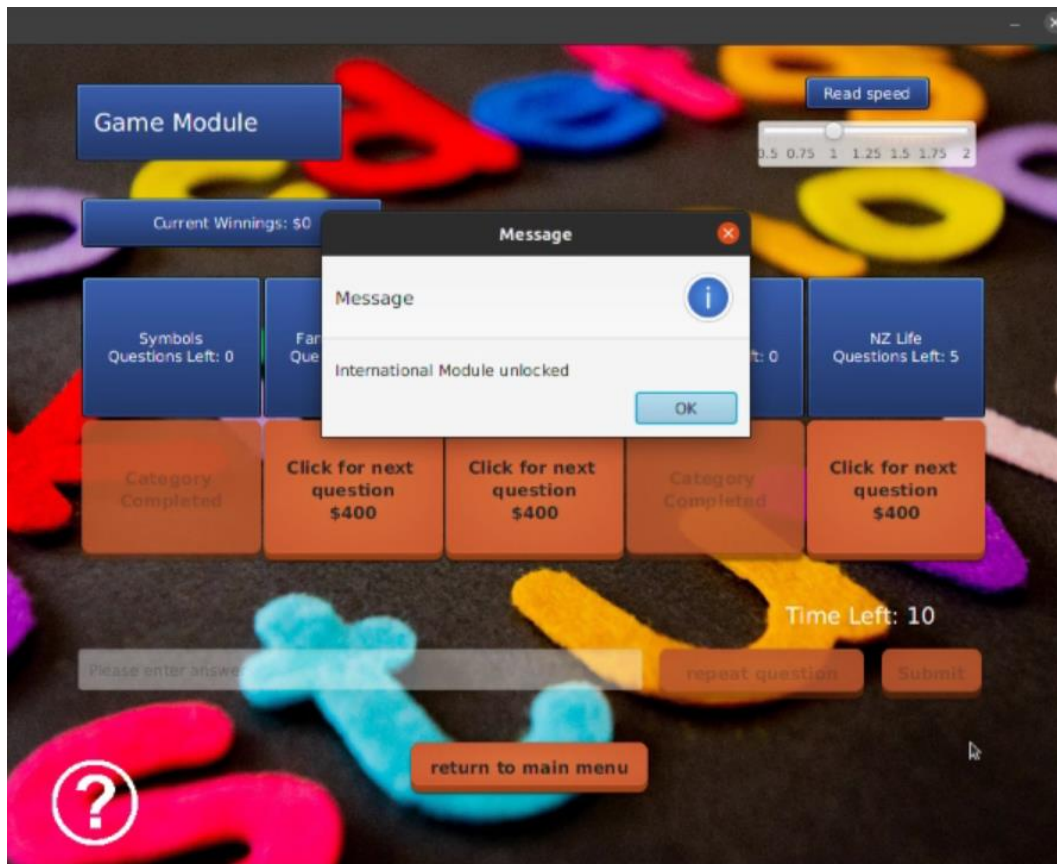 Game Module
Read speed
0.5 0.75 1 1.25 1.5 1.75 2
Current Winnings: $0
Message
Message
International Module unlocked
OK
Symbols
Questions Left: 0
NZ Life
Questions Left: 5
Category
Completed
Click for next
question
$400
Click for next
question
$400
Category
Completed
Click for next
question
$400
Time Left: 10
Please enter answe
repeat question
Submit
return to main menu
?